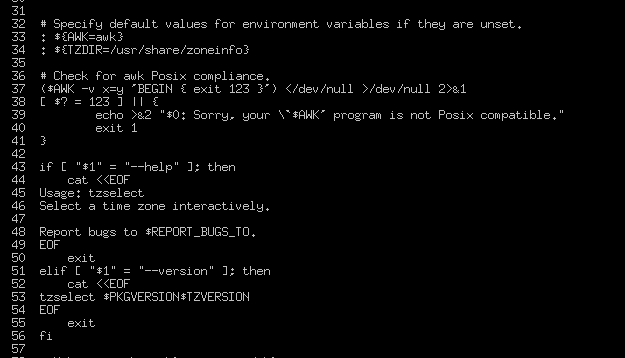 30
31
32 # Specify default values for environment variables if they are unset.
33 : ${AWK=awk}
34 : ${TZDIR=/usr/share/zoneinfo}
35
36 # Check for awk Posix compliance.
37 ($AWK -v x=y 'BEGIN { exit 123 }') </dev/null >/dev/null 2>&1
38 [ $? = 123 ] || {
39         echo >&2 "$0: Sorry, your \`$AWK' program is not Posix compatible."
40         exit 1
41 }
42
43 if [ "$1" = "--help" ]; then
44     cat <<EOF
45 Usage: tzselect
46 Select a time zone interactively.
47
48 Report bugs to $REPORT_BUGS_TO.
49 EOF
50     exit
51 elif [ "$1" = "--version" ]; then
52     cat <<EOF
53 tzselect $PKGVERSION$TZVERSION
54 EOF
55     exit
56 fi
57